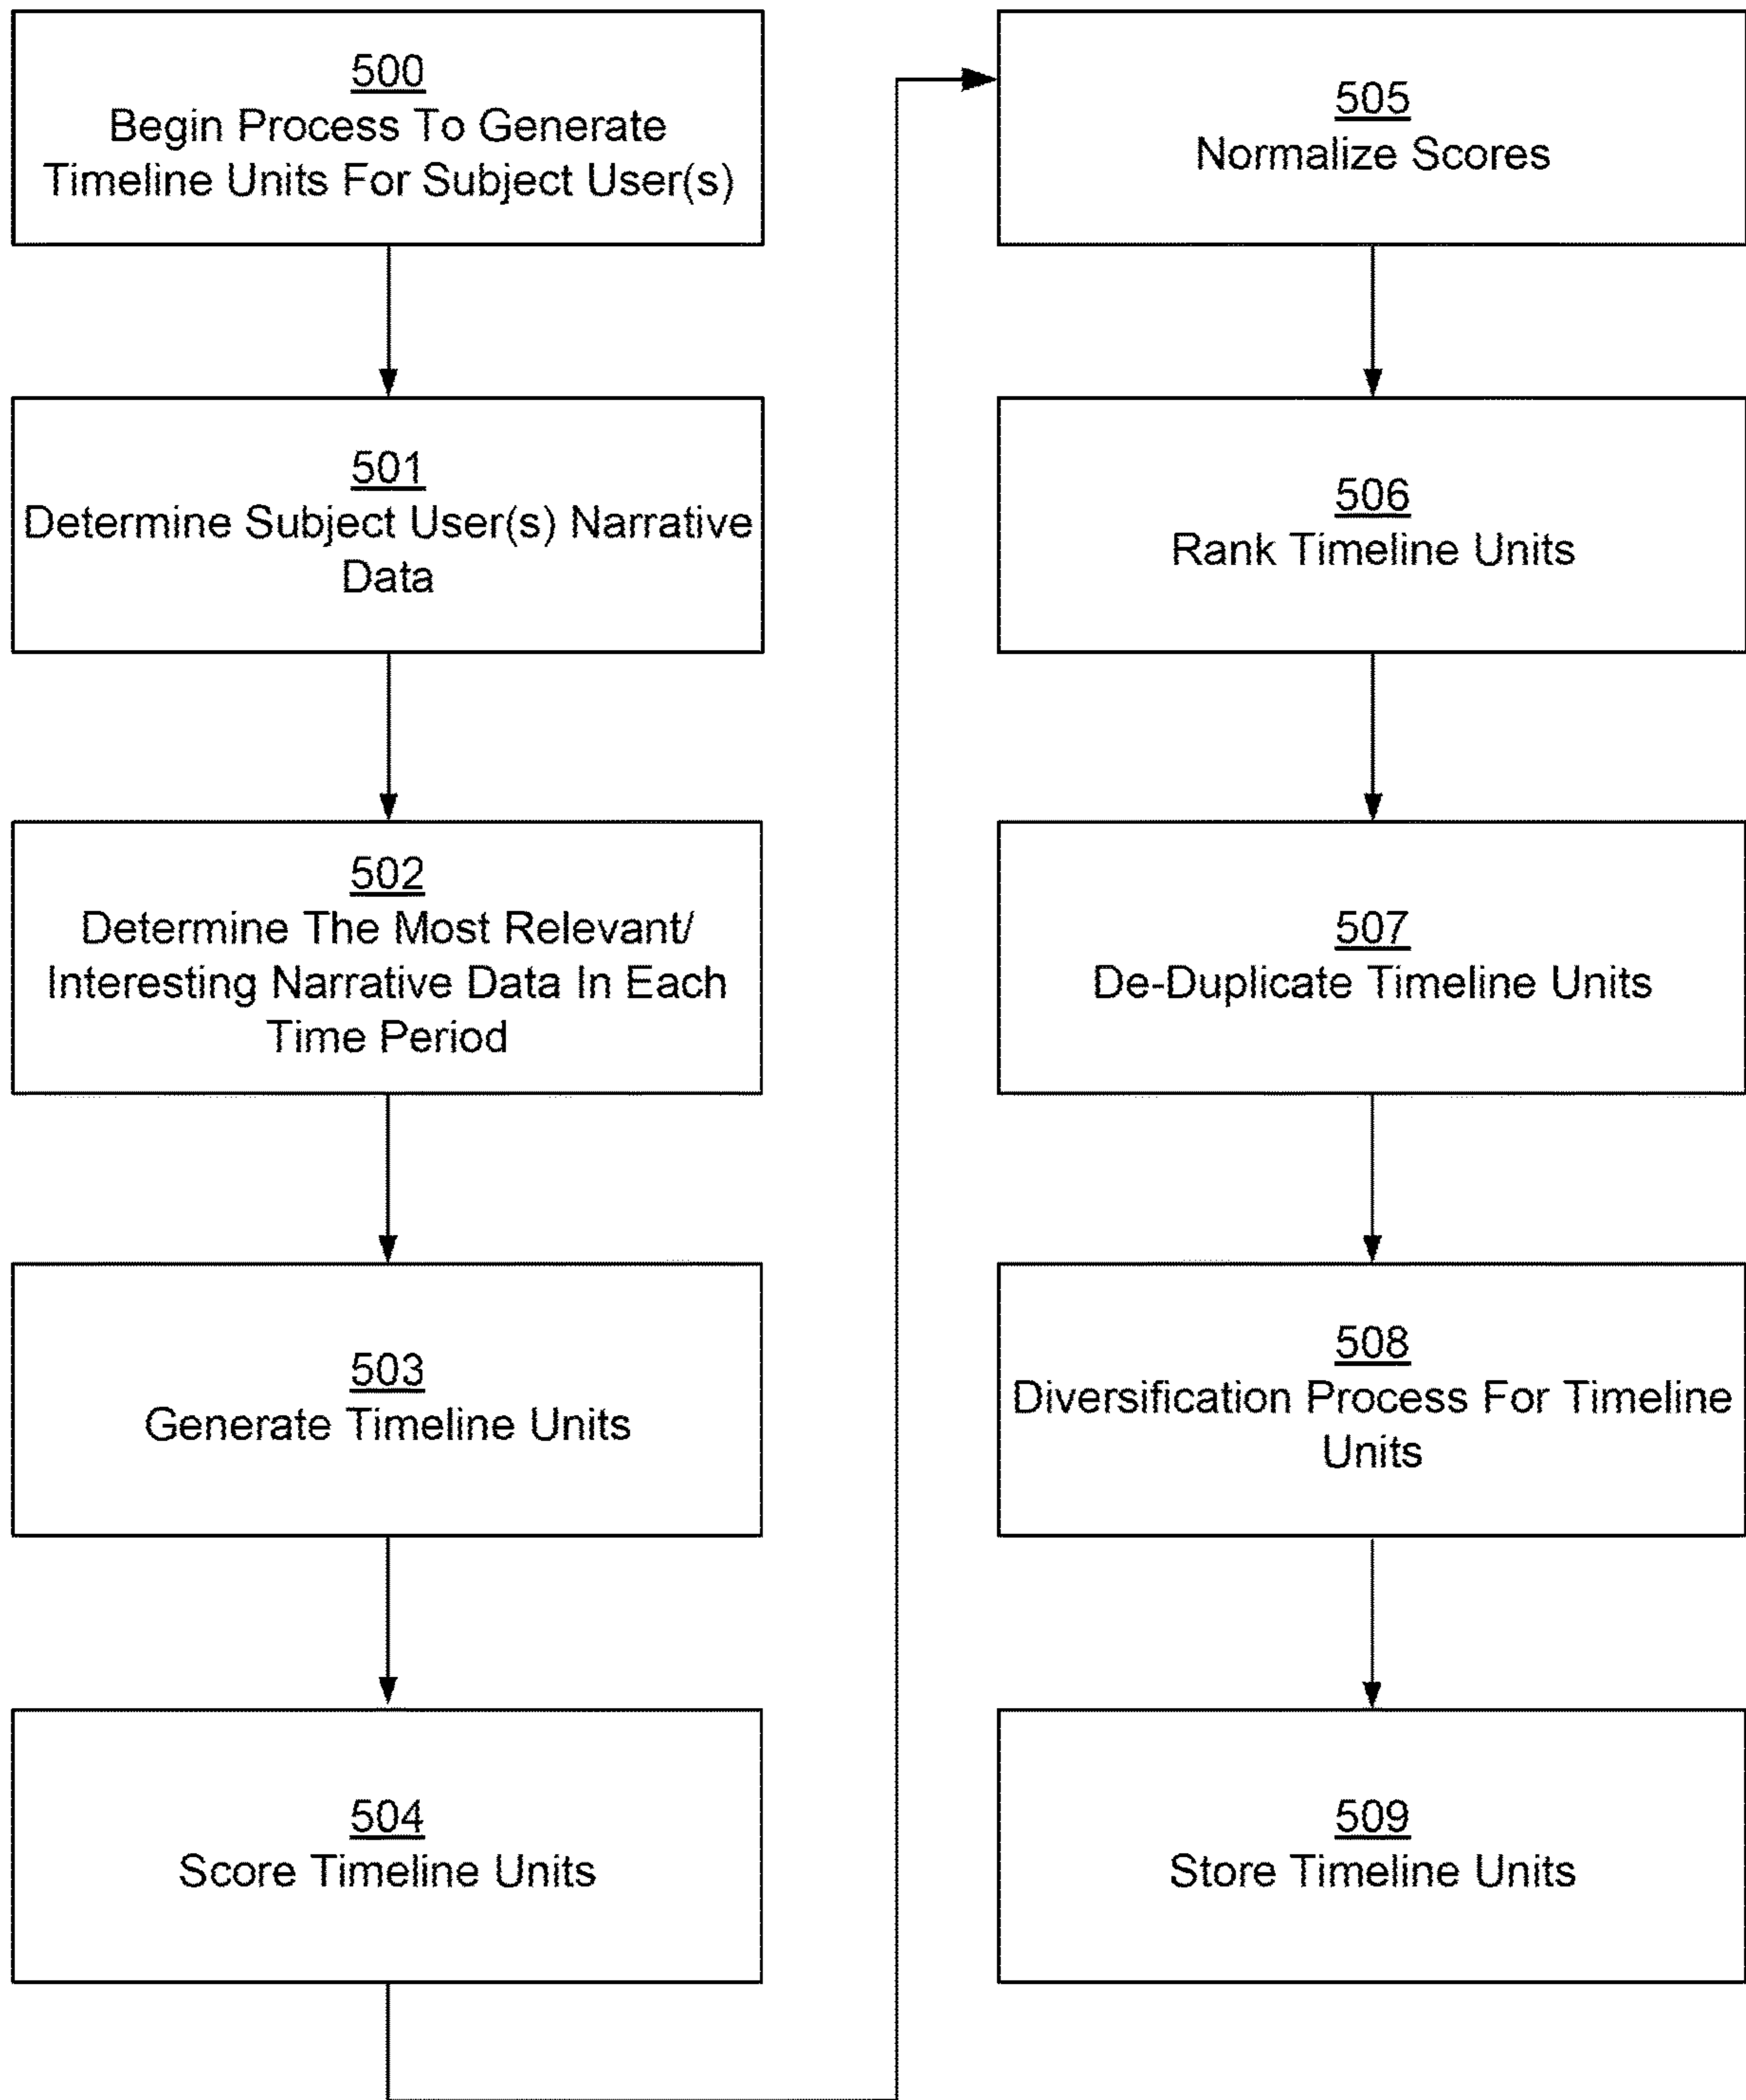 500
Begin Process To Generate
Timeline Units For Subject User(s)
501
Determine Subject User(s) Narrative
Data
502
Determine The Most Relevant/
Interesting Narrative Data In Each
Time Period
503
Generate Timeline Units
504
Score Timeline Units
505
Normalize Scores
506
Rank Timeline Units
507
De-Duplicate Timeline Units
508
Diversification Process For Timeline
Units
509
Store Timeline Units